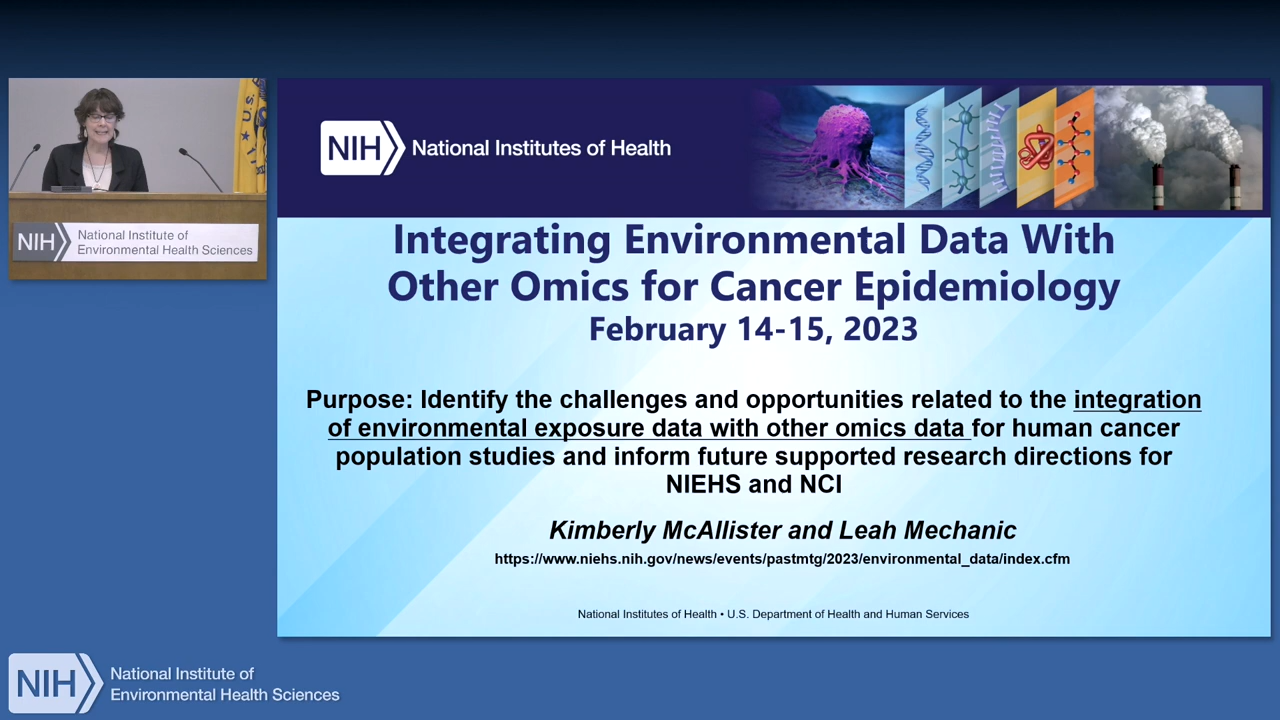 NIH National Institutes of Health
Integrating Environmental Data With
Other Omics for Cancer Epidemiology
February 14-15, 2023
Purpose: Identify the challenges and opportunities related to the integration
of environmental exposure data with other omics data for human cancer
population studies and inform future supported research directions for
NIEHS and NCI
Kimberly McAllister and Leah Mechanic
https://www.niehs.nih.gov/news/events/pastmtg/2023/environmental_data/index.cfm
National Institutes of Health • U.S. Department of Health and Human Services
U.S.
NIH
National Institute of
Environmental Health Sciences
NIH
National Institute of
Environmental Health Sciences